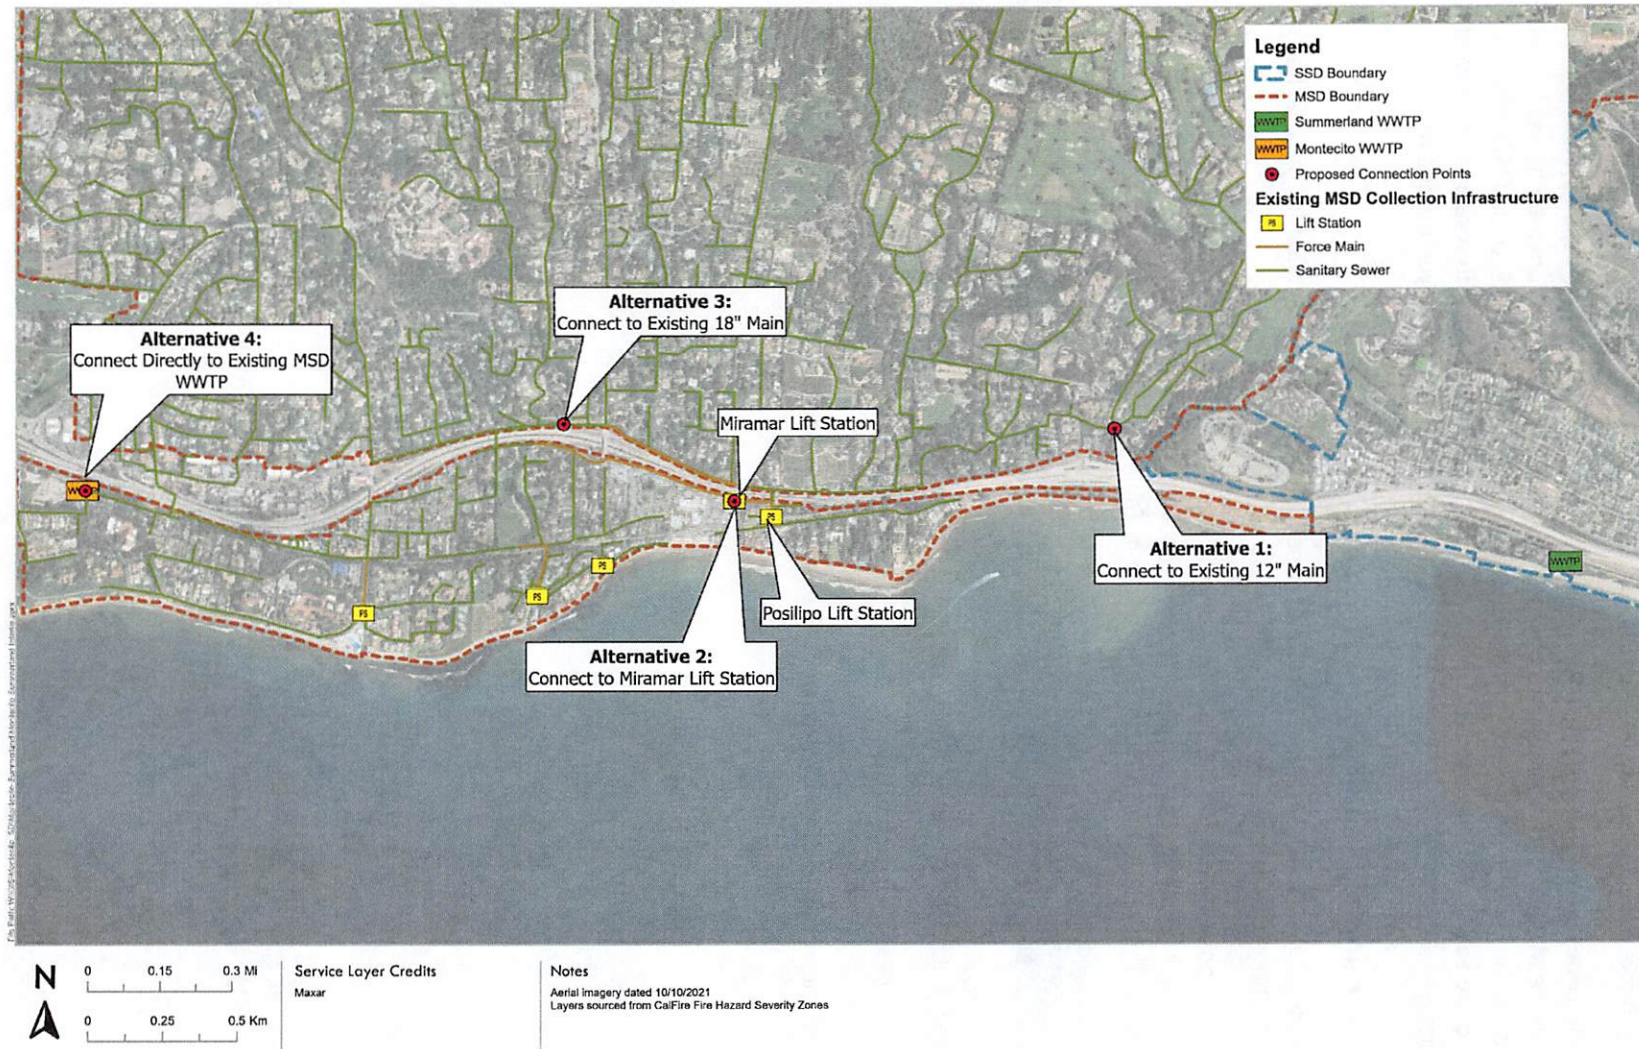 Legend
SSD Boundary
MSD Boundary
WWTP Summerland WWTP
WWTP Montecito WWTP
Proposed Connection Points
Existing MSD Collection Infrastructure
PS Lift Station
Force Main
Sanitary Sewer
Alternative 3:
Connect to Existing 18" Main
Alternative 4:
Connect Directly to Existing MSD
WWTP
Miramar Lift Station
WWTP
PS
Alternative 1:
Connect to Existing 12" Main
WWTP
PS
PS
PS
Posilipo Lift Station
Alternative 2:
Connect to Miramar Lift Station
N
0 0.15 0.3 Mi
0 0.25 0.5 Km
Service Layer Credits
Maxar
Notes
Aerial imagery dated 10/10/2021
Layers sourced from CalFire Fire Hazard Severity Zones